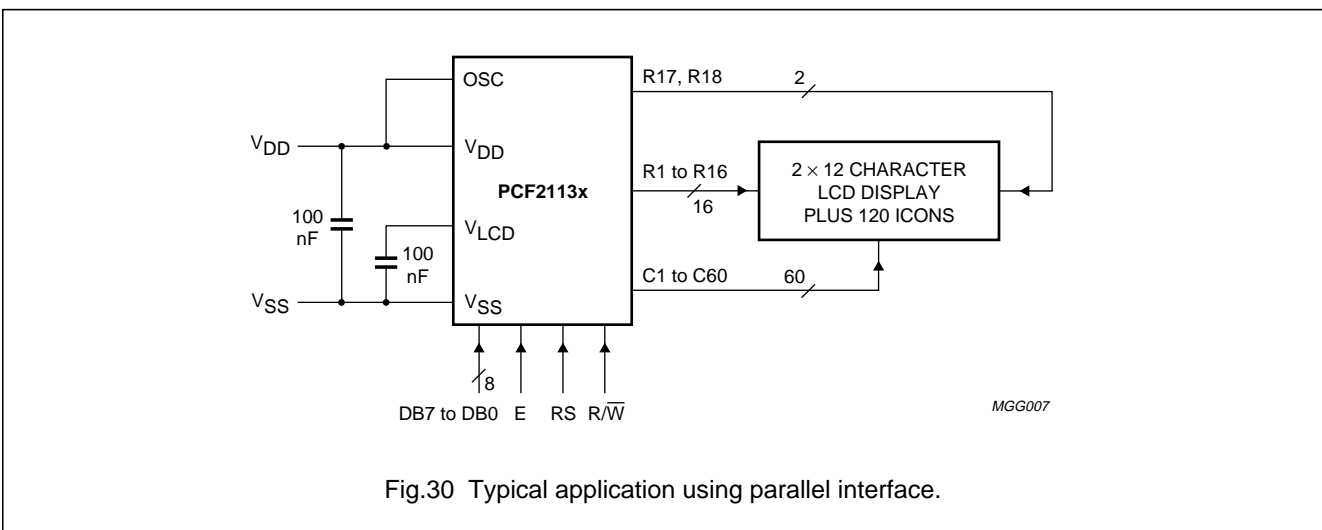 OSC
R17, R18
2
V_DD
V_DD
2 × 12 CHARACTER
LCD DISPLAY
PLUS 120 ICONS
R1 to R16
16
PCF2113x
100
nF
V_LCD
100
nF
C1 to C60
60
V_SS
V_SS
8
DB7 to DB0
E
RS
R/W̅
MGG007
Fig.30 Typical application using parallel interface.